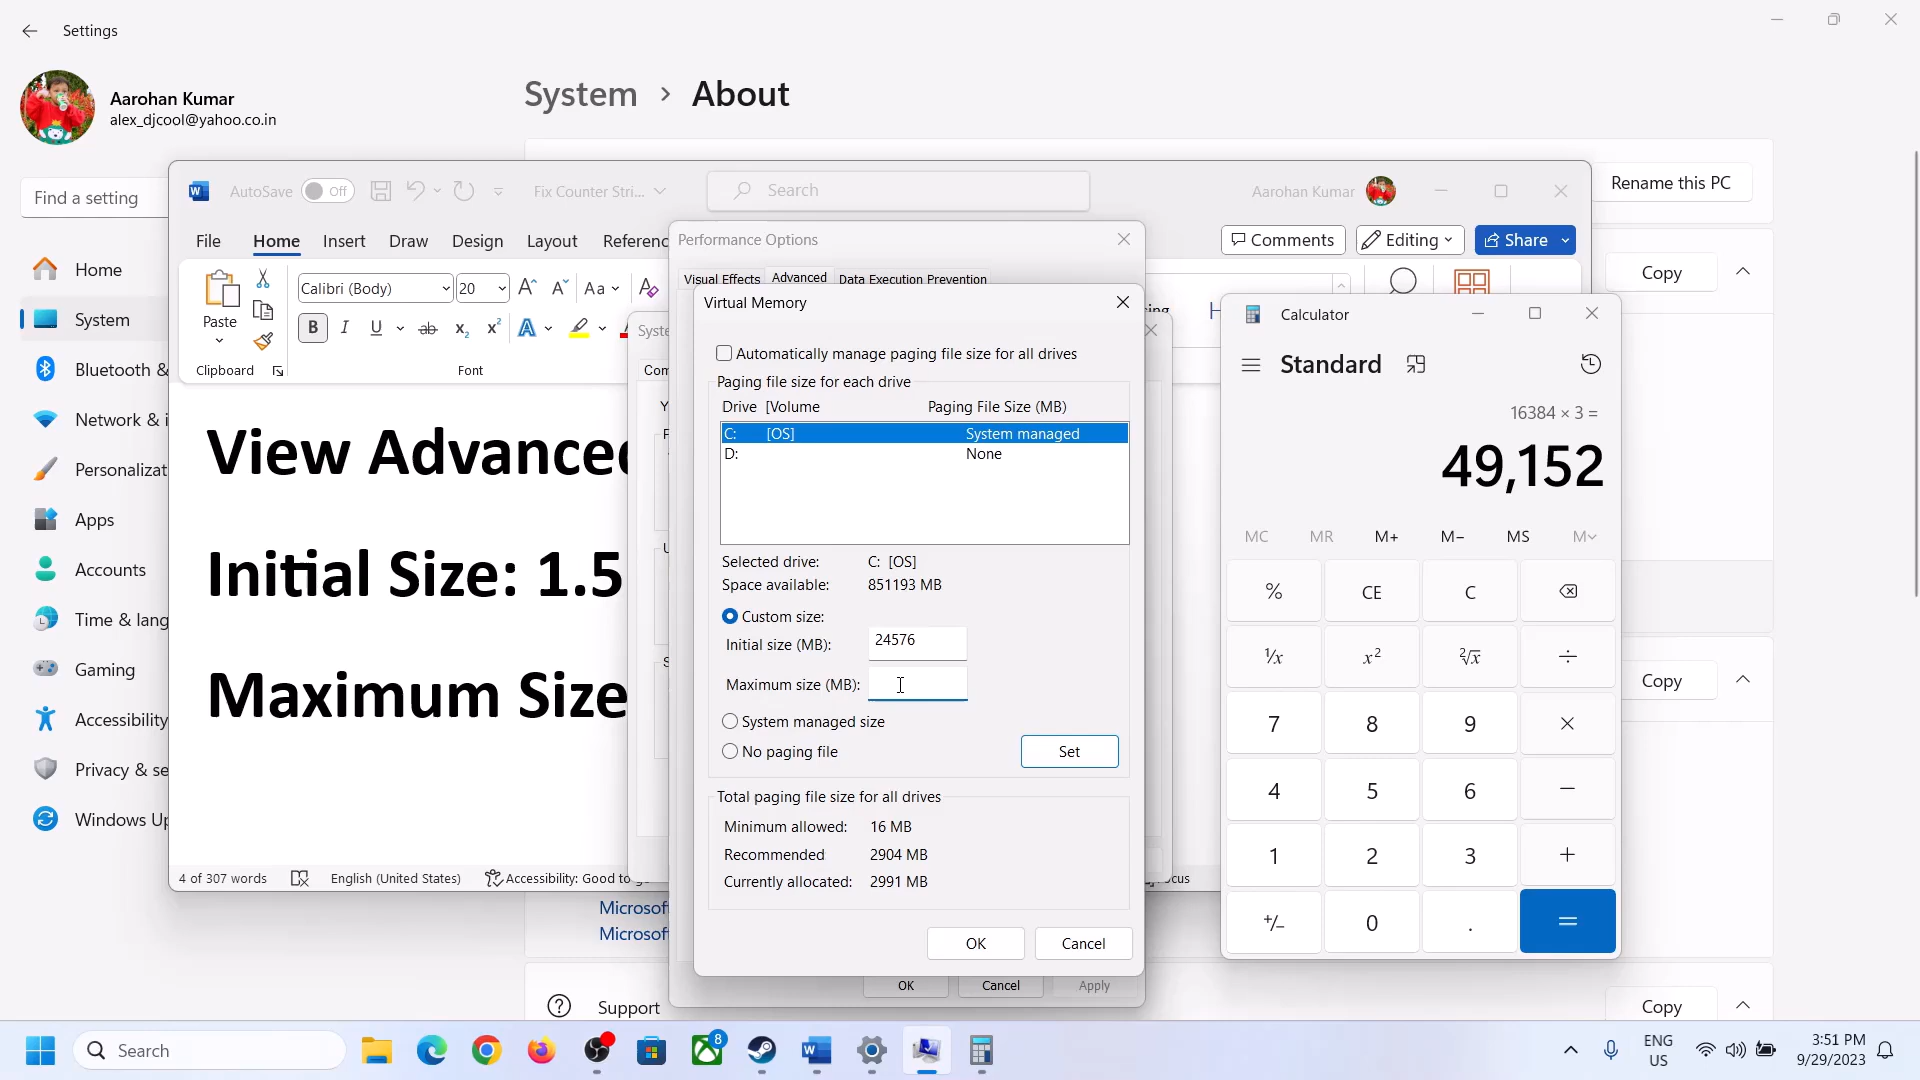 Settings
Aarohan Kumar
alex_djcool@yahoo.co.in
Find a setting
Home
System
Bluetooth &
Network & i
Personalizat
Apps
Accounts
Time & lang
Gaming
Accessibility
Privacy & se
Windows Up
System > About
Rename this PC
Copy
Copy
Support
Copy
AutoSave Off
Fix Counter Stri...
Search
Aarohan Kumar
File Home Insert Draw Design Layout Referenc
Comments Editing Share
Paste
Calibri (Body) 20
Clipboard Font
View Advanced
Initial Size: 1.5
Maximum Size
4 of 307 words English (United States) Accessibility: Good to g
Microsof
Microsof
Performance Options
Visual Effects Advanced Data Execution Prevention
OK Cancel Apply
Virtual Memory
Automatically manage paging file size for all drives
Paging file size for each drive
Drive [Volume Paging File Size (MB)
C: [OS] System managed
D: None
Selected drive: C: [OS]
Space available: 851193 MB
Custom size:
Initial size (MB): 24576
Maximum size (MB):
System managed size
No paging file
Set
Total paging file size for all drives
Minimum allowed: 16 MB
Recommended 2904 MB
Currently allocated: 2991 MB
OK Cancel
Calculator
Standard
16384 × 3 =
49,152
MC MR M+ M− MS M
% CE C
⅟x x² ²√x ÷
7 8 9 ×
4 5 6 −
1 2 3 +
+/− 0 . =
Search
8
ENG
US
3:51 PM
9/29/2023